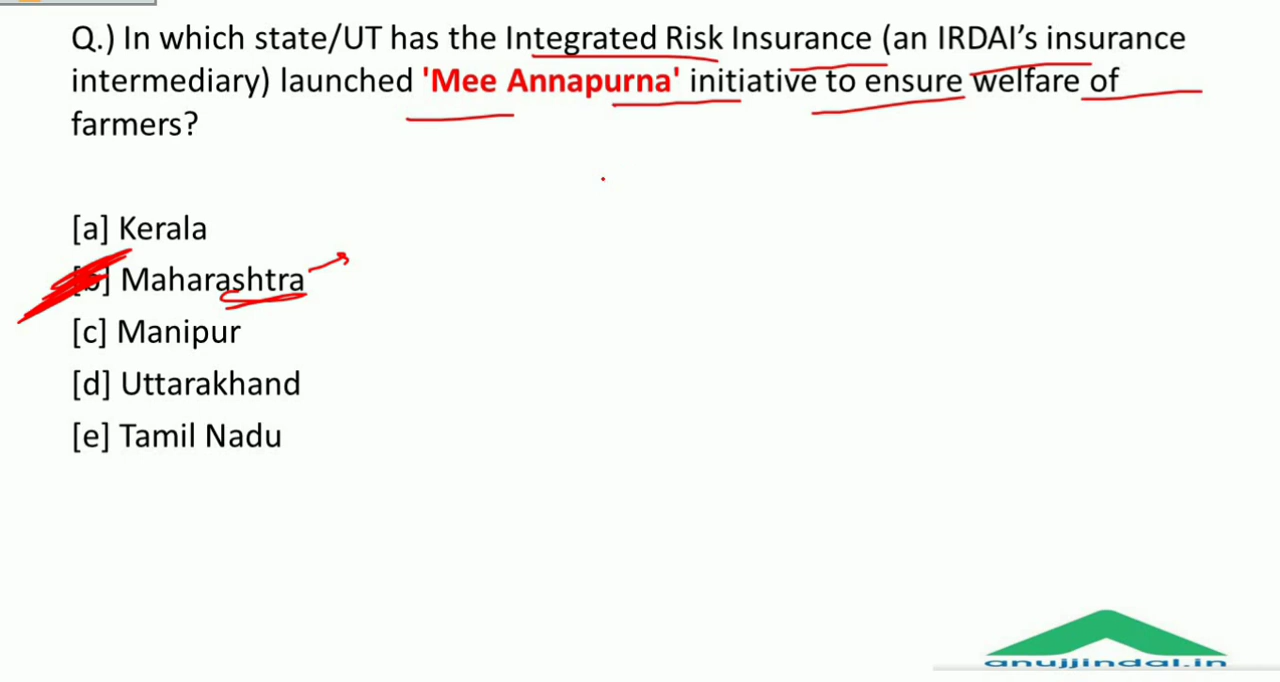 Q.) In which state/UT has the Integrated Risk Insurance (an IRDAI’s insurance
intermediary) launched 'Mee Annapurna' initiative to ensure welfare of
farmers?
[a] Kerala
[b] Maharashtra
[c] Manipur
[d] Uttarakhand
[e] Tamil Nadu
anujjindal.in